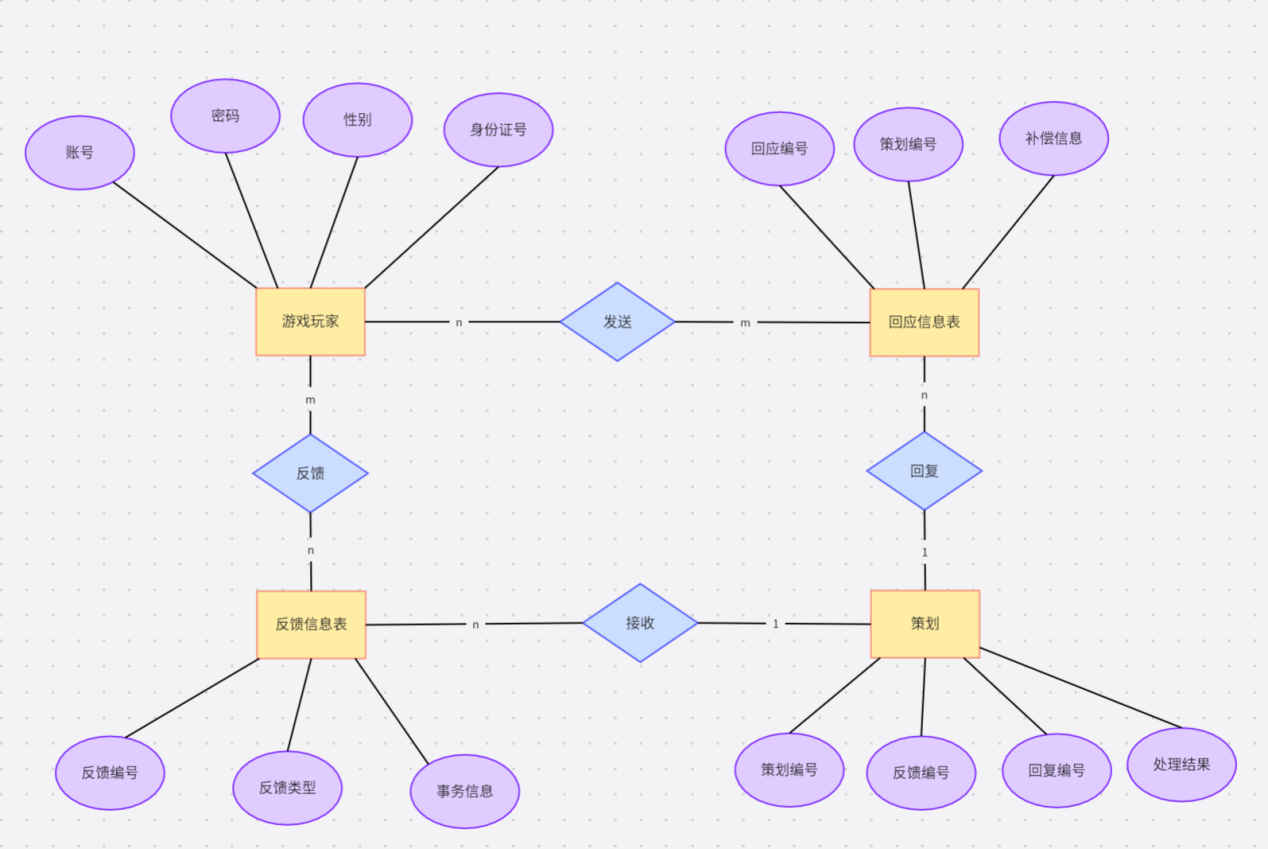 账号
密码
性别
身份证号
回应编号
策划编号
补偿信息
游戏玩家
n
发送
m
回应信息表
m
n
反馈
回复
n
1
反馈信息表
n
接收
1
策划
反馈编号
反馈类型
事务信息
策划编号
反馈编号
回复编号
处理结果